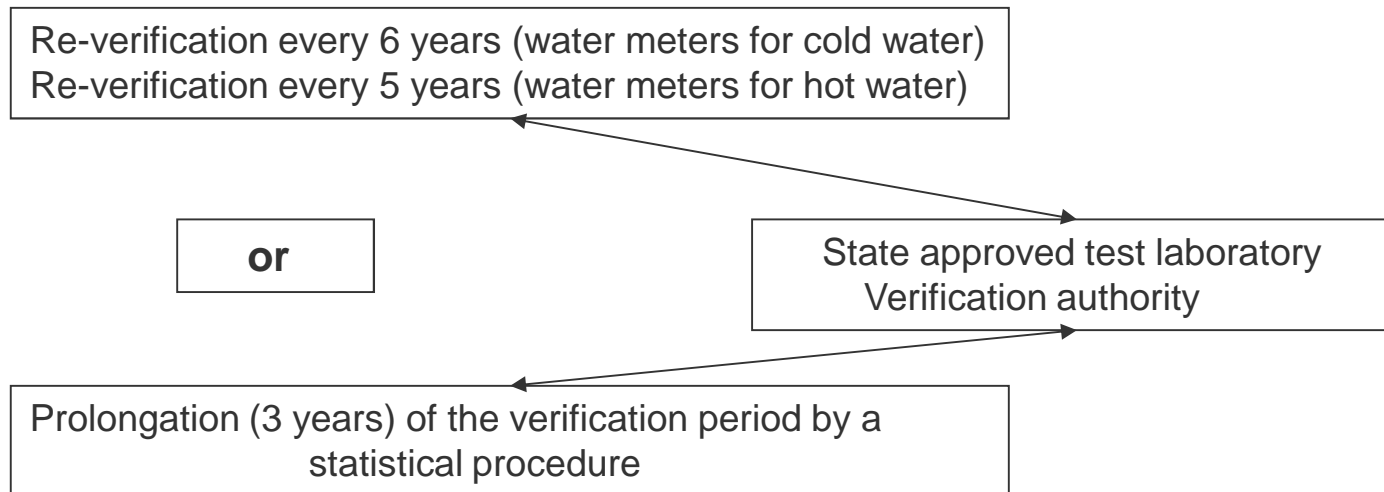 Re-verification every 6 years (water meters for cold water)
Re-verification every 5 years (water meters for hot water)
or
State approved test laboratory
Verification authority
Prolongation (3 years) of the verification period by a
statistical procedure